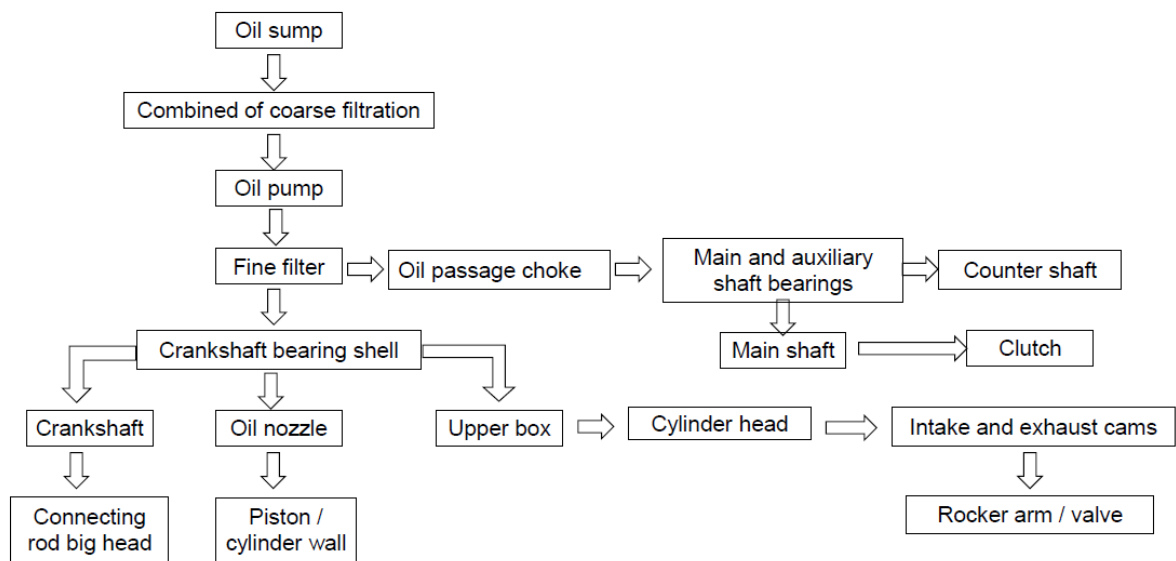 Oil sump
Combined of coarse filtration
Oil pump
Fine filter
Oil passage choke
Main and auxiliary
shaft bearings
Counter shaft
Crankshaft bearing shell
Main shaft
Clutch
Crankshaft
Oil nozzle
Upper box
Cylinder head
Intake and exhaust cams
Connecting
rod big head
Piston /
cylinder wall
Rocker arm / valve